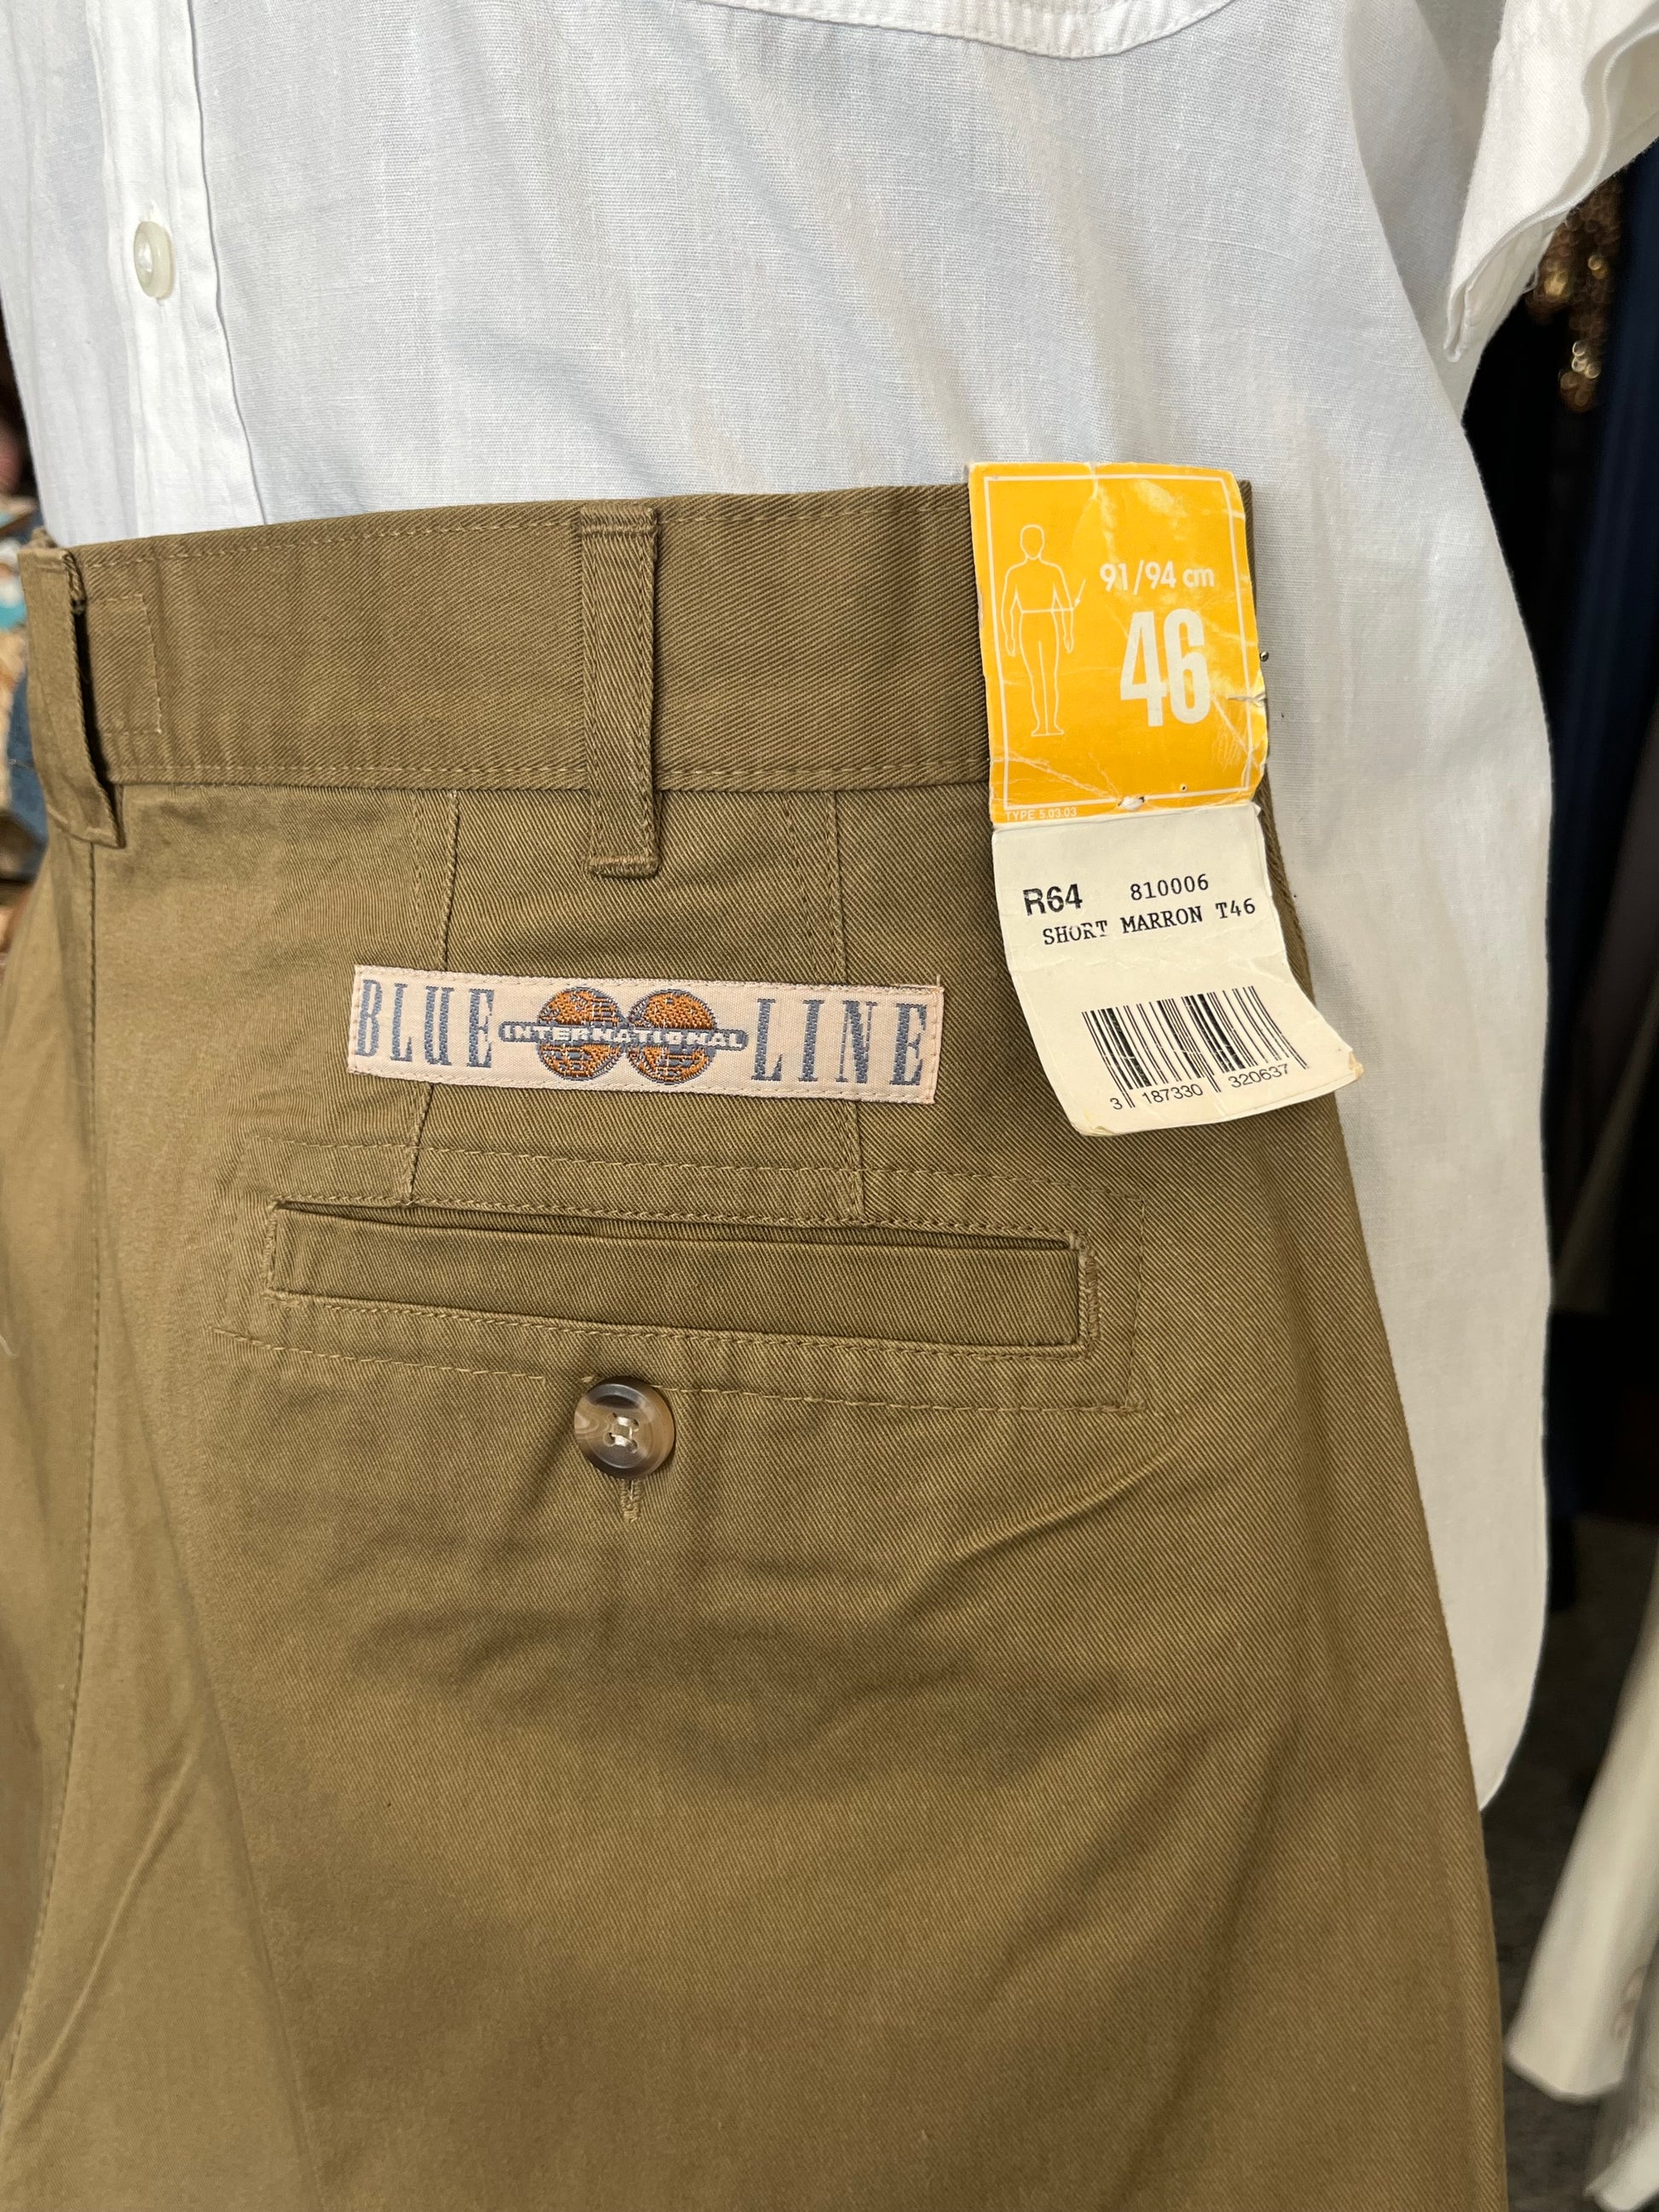 91/94 cm
46
TYPE 5.03.03
R64 810006
SHORT MARRON T46
BLUE INTERNATIONAL LINE
3 187330 320637